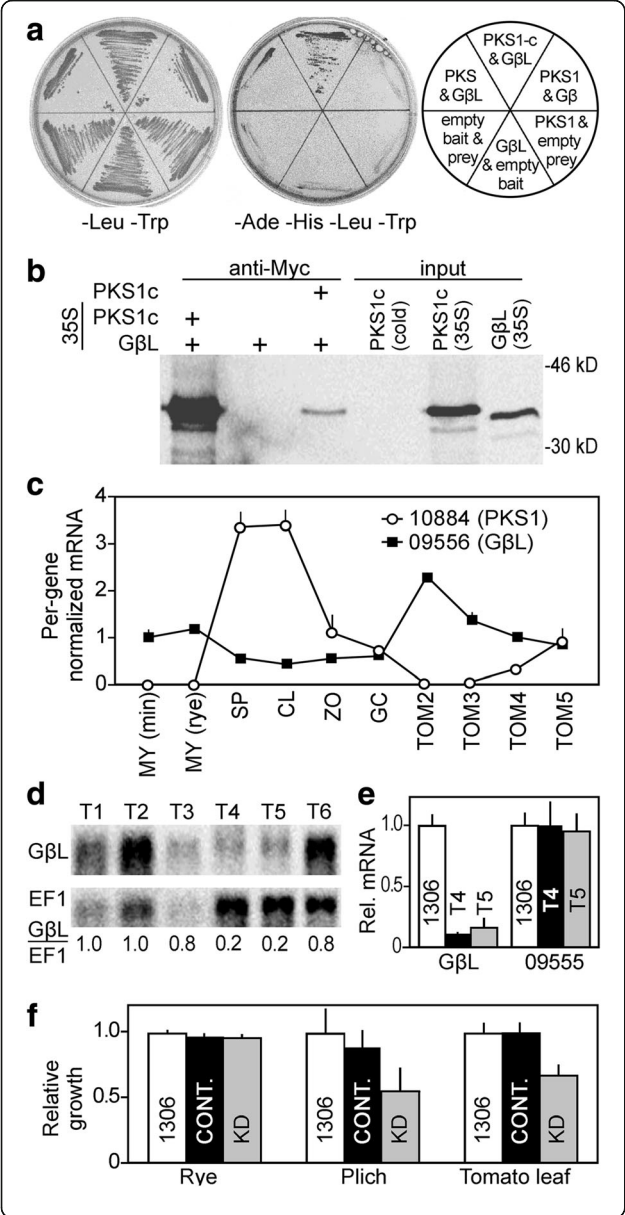 a
PKS1-c
& GβL
PKS
& GβL
PKS1
& Gβ
empty
bait &
prey
GβL
& empty
bait
PKS1 &
empty
prey
-Leu -Trp
-Ade -His -Leu -Trp
b
anti-Myc
input
PKS1c +
35S
PKS1c +
GβL + + +
PKS1c
(cold)
PKS1c
(35S)
GβL
(35S)
-46 kD
-30 kD
c
Per-gene
normalized mRNA
4
3
2
1
0
10884 (PKS1)
09556 (GβL)
MY (min)
MY (rye)
SP
CL
ZO
GC
TOM2
TOM3
TOM4
TOM5
d
T1 T2 T3 T4 T5 T6
GβL
EF1
GβL
EF1
1.0 1.0 0.8 0.2 0.2 0.8
e
Rel. mRNA
1.0
0.5
0
1306
T4
T5
1306
T4
T5
GβL 09555
f
Relative
growth
1.0
0.5
0
1306
CONT.
KD
1306
CONT.
KD
1306
CONT.
KD
Rye Plich Tomato leaf